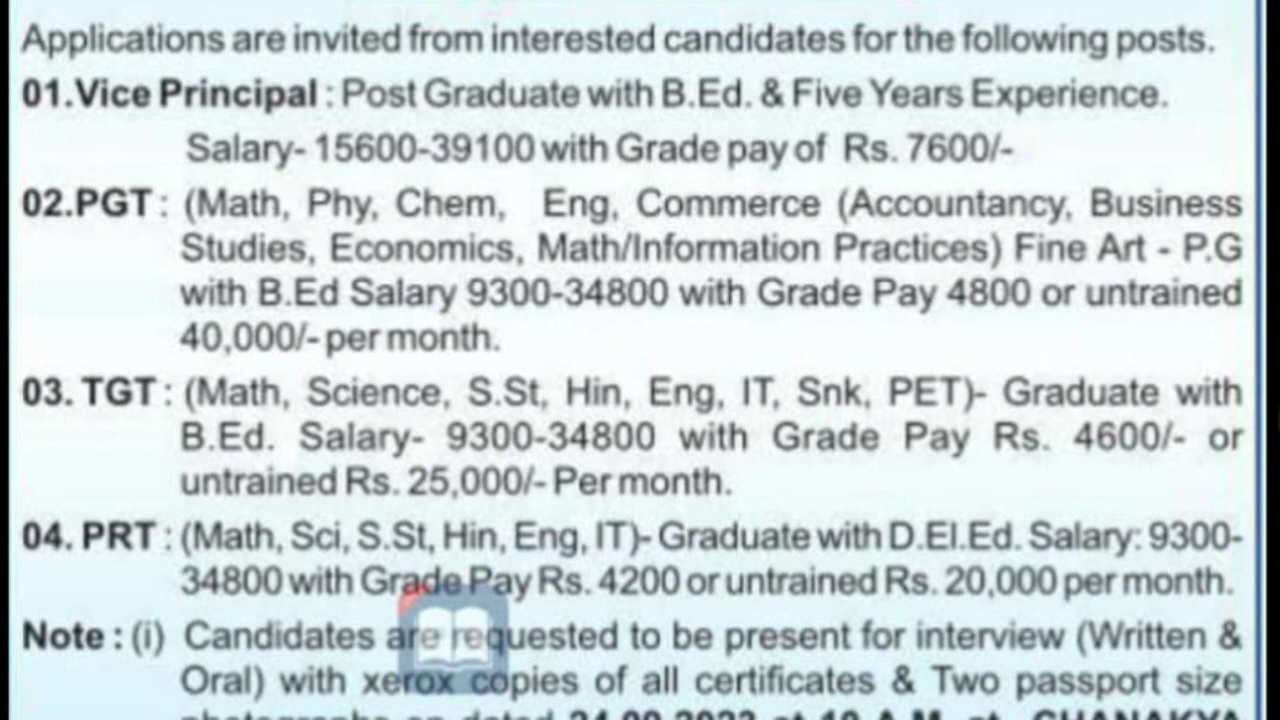 Applications are invited from interested candidates for the following posts.
01.Vice Principal : Post Graduate with B.Ed. & Five Years Experience.
Salary- 15600-39100 with Grade pay of Rs. 7600/-
02.PGT : (Math, Phy, Chem, Eng, Commerce (Accountancy, Business
Studies, Economics, Math/Information Practices) Fine Art - P.G
with B.Ed Salary 9300-34800 with Grade Pay 4800 or untrained
40,000/- per month.
03. TGT : (Math, Science, S.St, Hin, Eng, IT, Snk, PET)- Graduate with
B.Ed. Salary- 9300-34800 with Grade Pay Rs. 4600/- or
untrained Rs. 25,000/- Per month.
04. PRT : (Math, Sci, S.St, Hin, Eng, IT)- Graduate with D.El.Ed. Salary: 9300-
34800 with Grade Pay Rs. 4200 or untrained Rs. 20,000 per month.
Note : (i) Candidates are requested to be present for interview (Written &
Oral) with xerox copies of all certificates & Two passport size